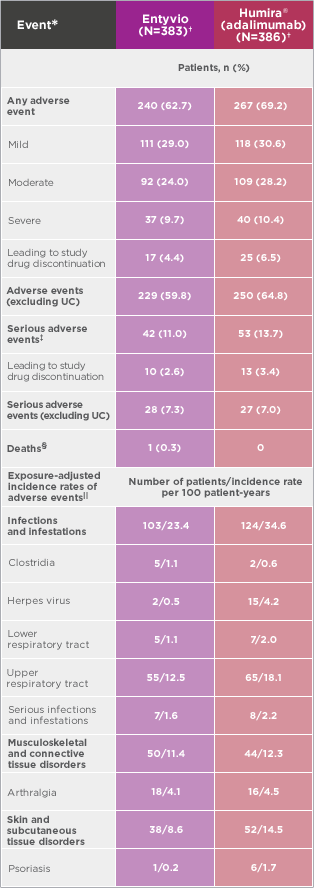 Event*
Entyvio
(N=383)†
Humira®
(adalimumab)
(N=386)†
Patients, n (%)
Any adverse
event
240 (62.7)
267 (69.2)
Mild
111 (29.0)
118 (30.6)
Moderate
92 (24.0)
109 (28.2)
Severe
37 (9.7)
40 (10.4)
Leading to study
drug discontinuation
17 (4.4)
25 (6.5)
Adverse events
(excluding UC)
229 (59.8)
250 (64.8)
Serious adverse
events‡
42 (11.0)
53 (13.7)
Leading to study
drug discontinuation
10 (2.6)
13 (3.4)
Serious adverse
events (excluding UC)
28 (7.3)
27 (7.0)
Deaths§
1 (0.3)
0
Exposure-adjusted
incidence rates of
adverse events||
Number of patients/incidence rate
per 100 patient-years
Infections
and infestations
103/23.4
124/34.6
Clostridia
5/1.1
2/0.6
Herpes virus
2/0.5
15/4.2
Lower
respiratory tract
5/1.1
7/2.0
Upper
respiratory tract
55/12.5
65/18.1
Serious infections
and infestations
7/1.6
8/2.2
Musculoskeletal
and connective
tissue disorders
50/11.4
44/12.3
Arthralgia
18/4.1
16/4.5
Skin and
subcutaneous
tissue disorders
38/8.6
52/14.5
Psoriasis
1/0.2
6/1.7